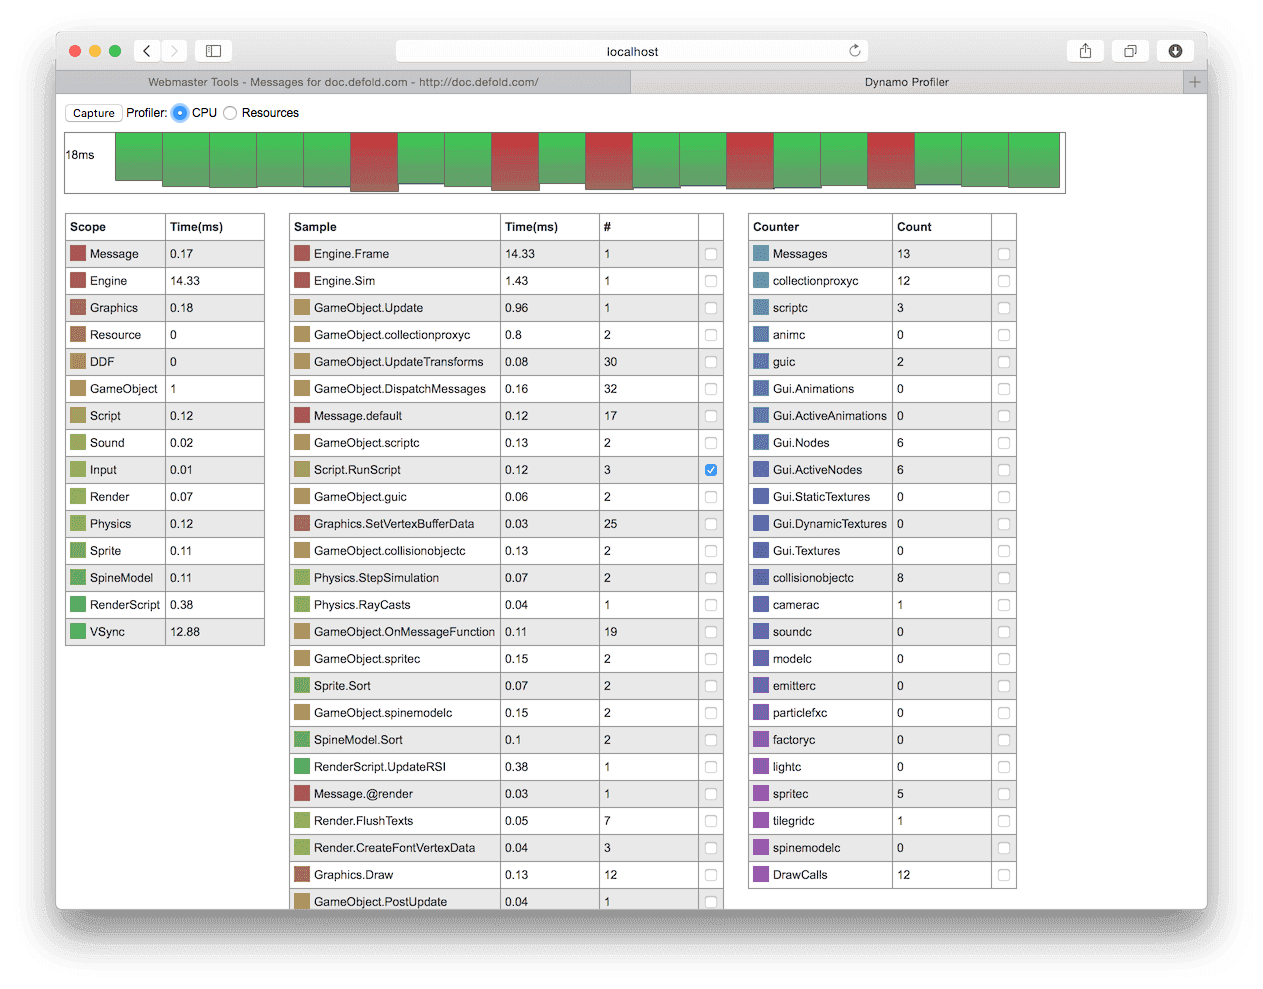 localhost
Webmaster Tools - Messages for doc.defold.com - http://doc.defold.com/
Dynamo Profiler
Capture Profiler: CPU Resources
18ms
Scope Time(ms)
Message 0.17
Engine 14.33
Graphics 0.18
Resource 0
DDF 0
GameObject 1
Script 0.12
Sound 0.02
Input 0.01
Render 0.07
Physics 0.12
Sprite 0.11
SpineModel 0.11
RenderScript 0.38
VSync 12.88
Sample Time(ms) #
Engine.Frame 14.33 1
Engine.Sim 1.43 1
GameObject.Update 0.96 1
GameObject.collectionproxyc 0.8 2
GameObject.UpdateTransforms 0.08 30
GameObject.DispatchMessages 0.16 32
Message.default 0.12 17
GameObject.scriptc 0.13 2
Script.RunScript 0.12 3
GameObject.guic 0.06 2
Graphics.SetVertexBufferData 0.03 25
GameObject.collisionobjectc 0.13 2
Physics.StepSimulation 0.07 2
Physics.RayCasts 0.04 1
GameObject.OnMessageFunction 0.11 19
GameObject.spritec 0.15 2
Sprite.Sort 0.07 2
GameObject.spinemodelc 0.15 2
SpineModel.Sort 0.1 2
RenderScript.UpdateRSI 0.38 1
Message.@render 0.03 1
Render.FlushTexts 0.05 7
Render.CreateFontVertexData 0.04 3
Graphics.Draw 0.13 12
GameObject.PostUpdate 0.04 1
Counter Count
Messages 13
collectionproxyc 12
scriptc 3
animc 0
guic 2
Gui.Animations 0
Gui.ActiveAnimations 0
Gui.Nodes 6
Gui.ActiveNodes 6
Gui.StaticTextures 0
Gui.DynamicTextures 0
Gui.Textures 0
collisionobjectc 8
camerac 1
soundc 0
modelc 0
emitterc 0
particlefxc 0
factoryc 0
lightc 0
spritec 5
tilegridc 1
spinemodelc 0
DrawCalls 12